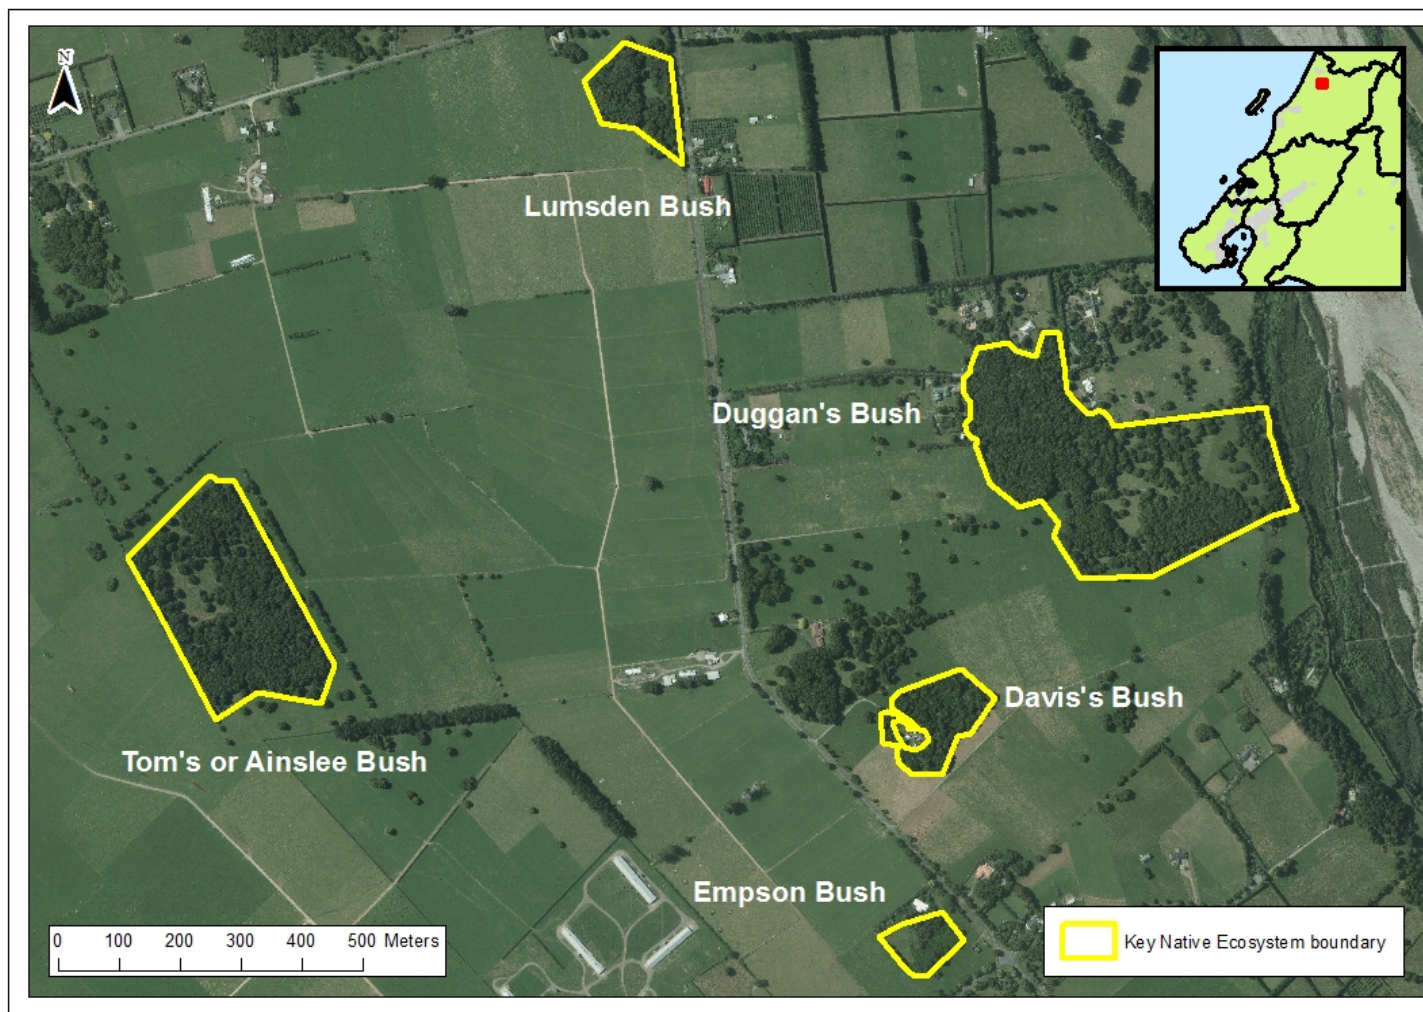 N
Lumsden Bush
Duggan's Bush
Davis's Bush
Tom's or Ainslee Bush
Empson Bush
0 100 200 300 400 500 Meters
Key Native Ecosystem boundary